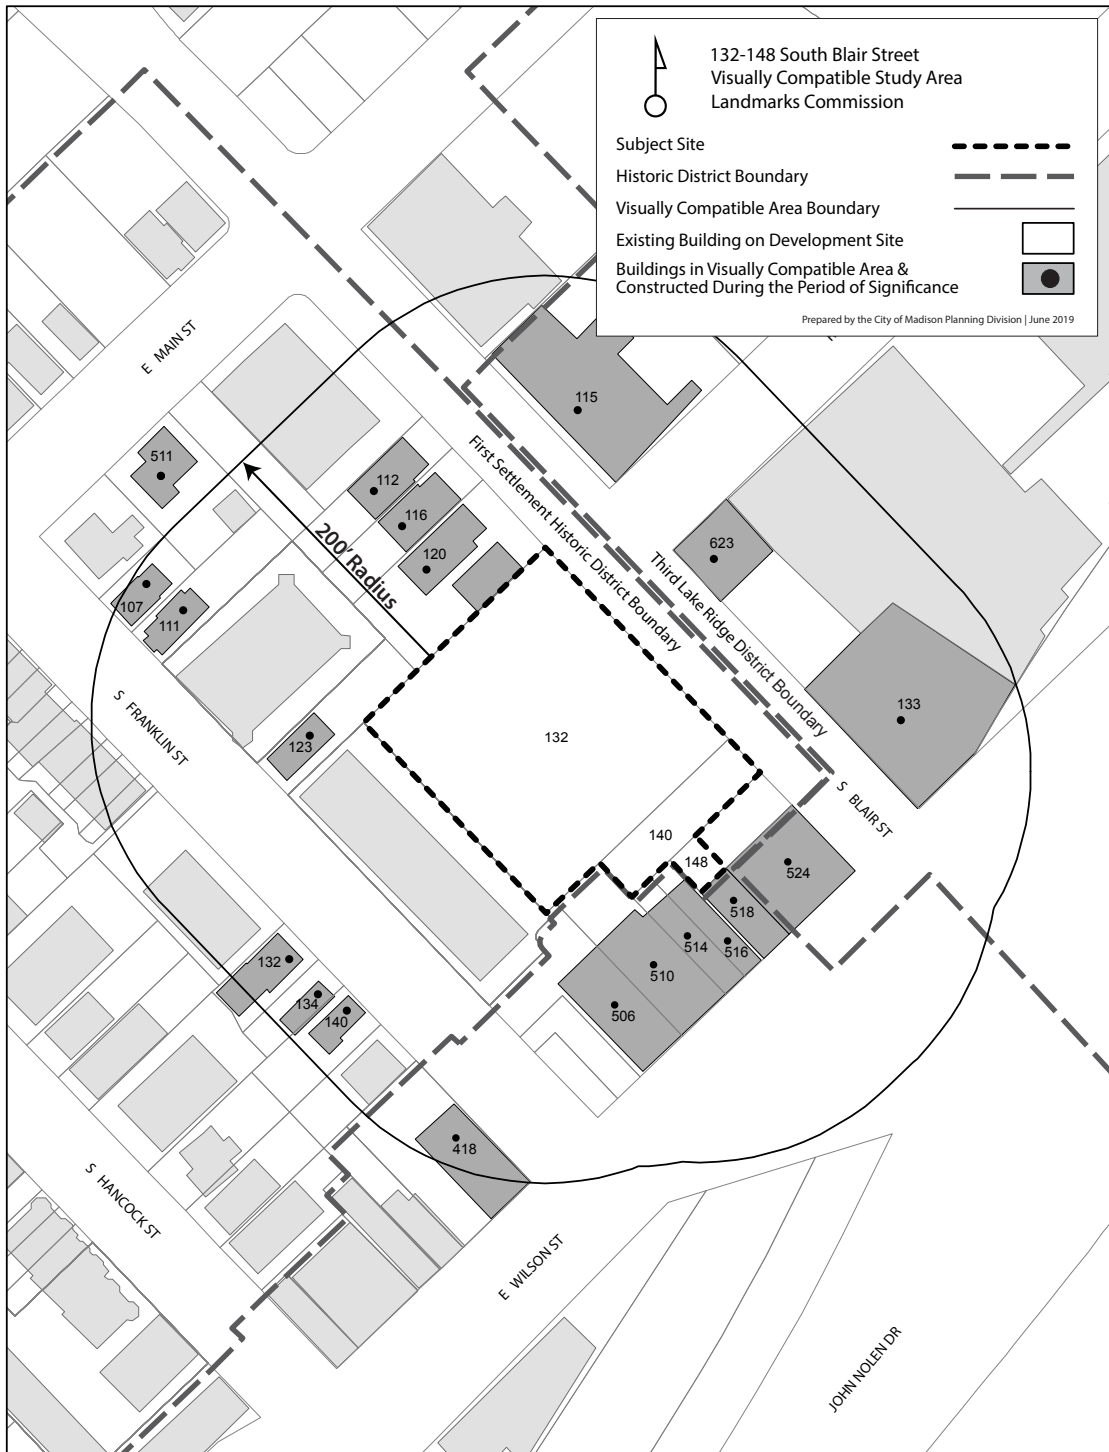 132-148 South Blair Street
Visually Compatible Study Area
Landmarks Commission
Subject Site
Historic District Boundary
Visually Compatible Area Boundary
Existing Building on Development Site
Buildings in Visually Compatible Area &
Constructed During the Period of Significance
Prepared by the City of Madison Planning Division | June 2019
E MAIN ST
115
511
112
116
120
First Settlement Historic District Boundary
Third Lake Ridge District Boundary
623
200' Radius
107
111
S FRANKLIN ST
123
132
133
S BLAIR ST
140
148
524
518
516
514
510
506
132
134
140
418
S HANCOCK ST
E WILSON ST
JOHN NOLEN DR